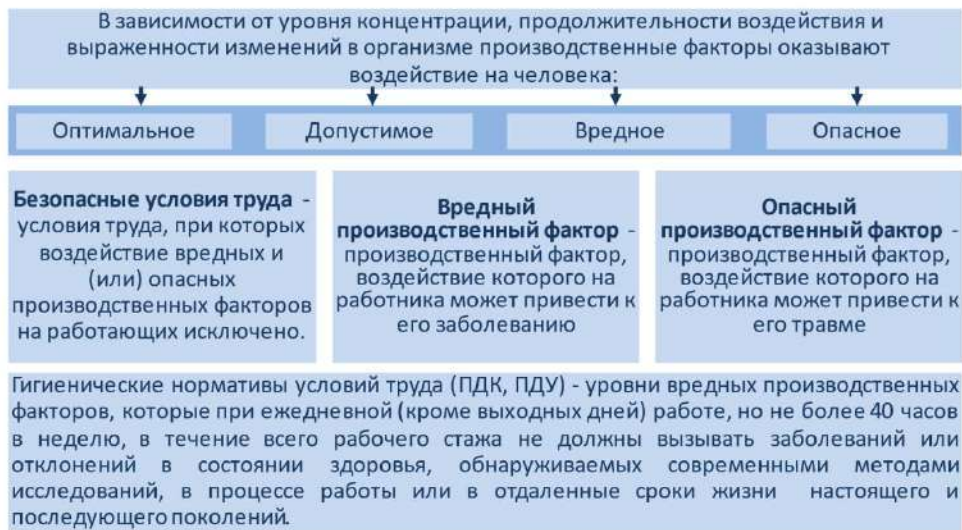 В зависимости от уровня концентрации, продолжительности воздействия и
выраженности изменений в организме производственные факторы оказывают
воздействие на человека:
Оптимальное
Допустимое
Вредное
Опасное
Безопасные условия труда -
условия труда, при которых
воздействие вредных и
(или) опасных
производственных факторов
на работающих исключено.
Вредный
производственный фактор -
производственный фактор,
воздействие которого на
работника может привести к
его заболеванию
Опасный
производственный фактор -
производственный фактор,
воздействие которого на
работника может привести к
его травме
Гигиенические нормативы условий труда (ПДК, ПДУ) - уровни вредных производственных
факторов, которые при ежедневной (кроме выходных дней) работе, но не более 40 часов
в неделю, в течение всего рабочего стажа не должны вызывать заболеваний или
отклонений в состоянии здоровья, обнаруживаемых современными методами
исследований, в процессе работы или в отдаленные сроки жизни настоящего и
последующего поколений.